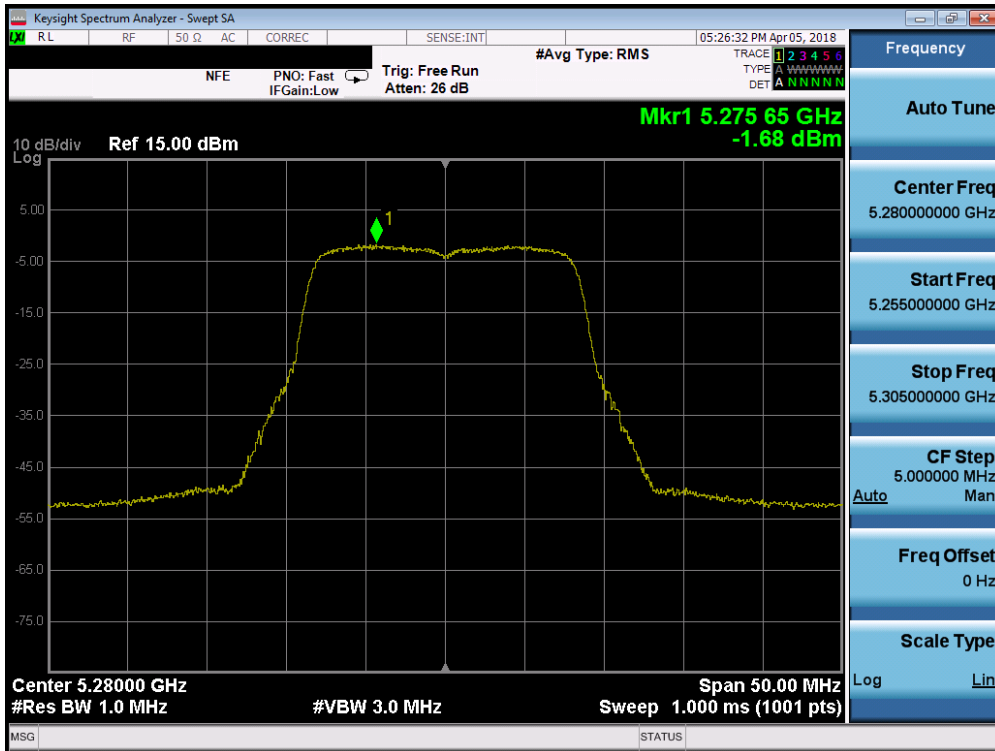 Keysight Spectrum Analyzer - Swept SA
LXI RL RF 50 Ω AC CORREC SENSE:INT 05:26:32 PM Apr 05, 2018
NFE PNO: Fast IFGain:Low
Trig: Free Run
Atten: 26 dB
#Avg Type: RMS
TRACE 1 2 3 4 5 6
TYPE A WWWWW
DET A N N N N N
Mkr1 5.275 65 GHz
-1.68 dBm
10 dB/div Ref 15.00 dBm
Log
1
5.00
-5.00
-15.0
-25.0
-35.0
-45.0
-55.0
-65.0
-75.0
Center 5.28000 GHz Span 50.00 MHz
#Res BW 1.0 MHz #VBW 3.0 MHz Sweep 1.000 ms (1001 pts)
MSG STATUS
Frequency
Auto Tune
Center Freq
5.280000000 GHz
Start Freq
5.255000000 GHz
Stop Freq
5.305000000 GHz
CF Step
5.000000 MHz
Auto Man
Freq Offset
0 Hz
Scale Type
Log Lin